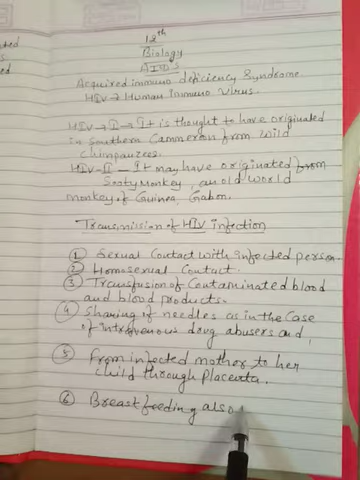 12th
Biology
AIDS
Acquired immuno deficiency Syndrome
HIV → Human Immuno Virus.
HIV → I → It is thought to have originated
in Southern Cammeron from wild
Chimpanzees.
HIV-II — It may have originated from
Sooty Monkey, an old world
monkey of Guinea, Gabon.
Transmission of HIV infection
① Sexual Contact with infected person.
② Homosexual Contact.
③ Transfusion of Contaminated blood
and blood products.
④ Sharing of needles as in the Case
of intravenous drug abusers and,
⑤ From infected mother to her
child through Placenta.
⑥ Breast feeding also